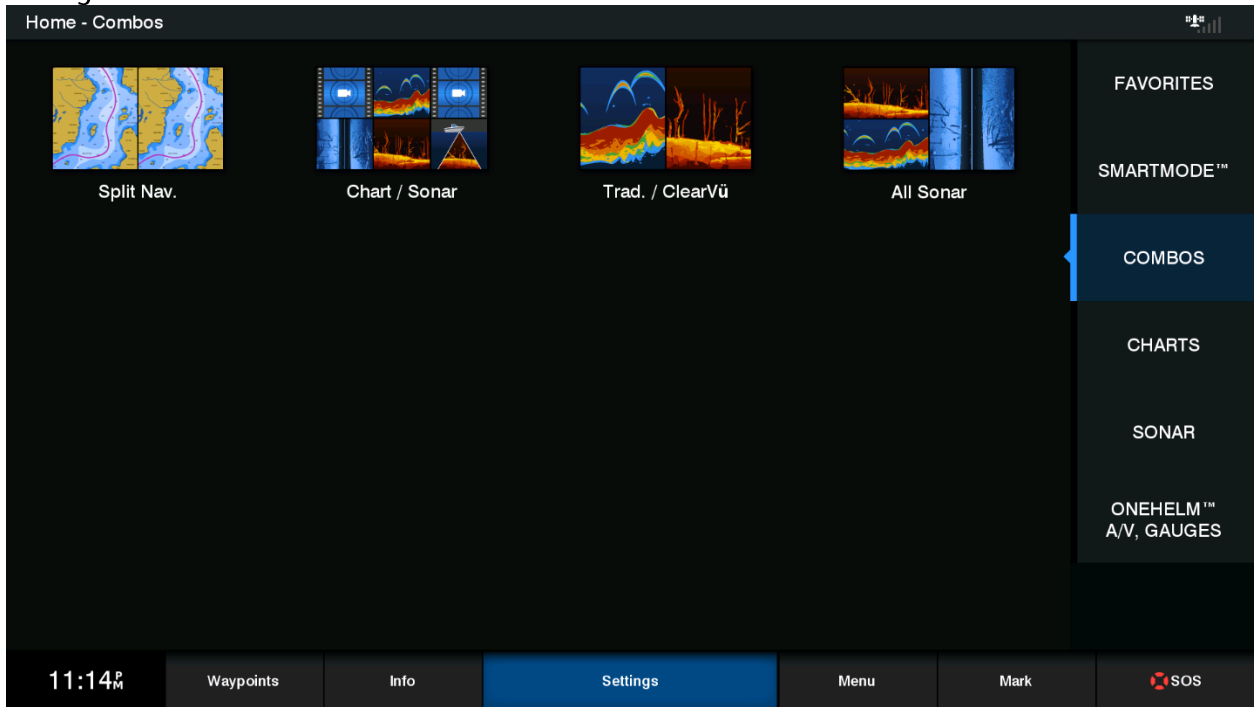 Home - Combos
Split Nav.
Chart / Sonar
Trad. / ClearVü
All Sonar
FAVORITES
SMARTMODE™
COMBOS
CHARTS
SONAR
ONEHELM™
A/V, GAUGES
11:14PM
Waypoints
Info
Settings
Menu
Mark
SOS